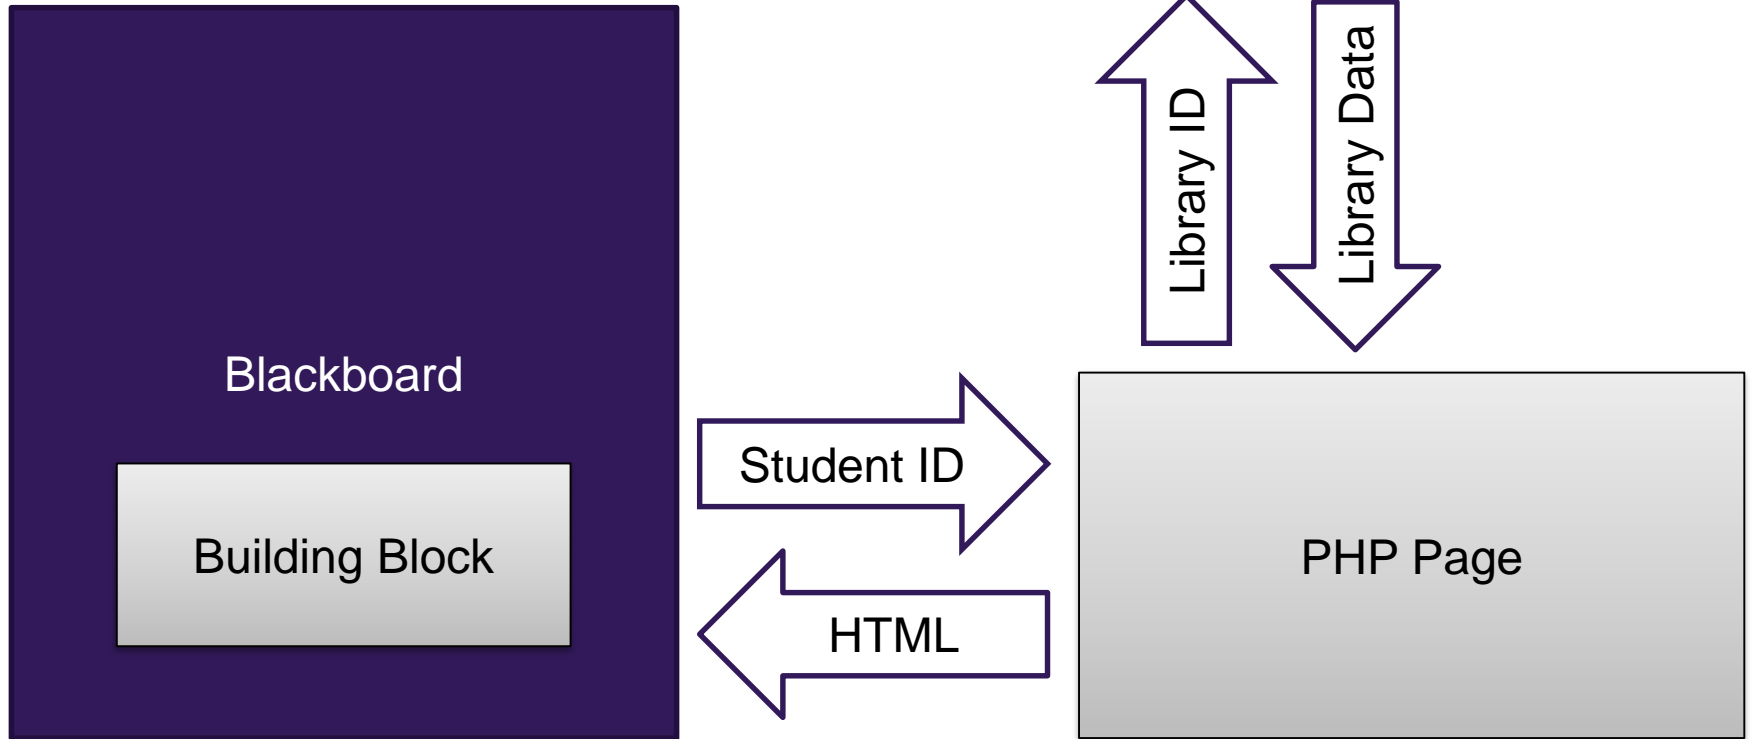 Library ID
Library Data
Blackboard
Student ID
Building Block
PHP Page
HTML